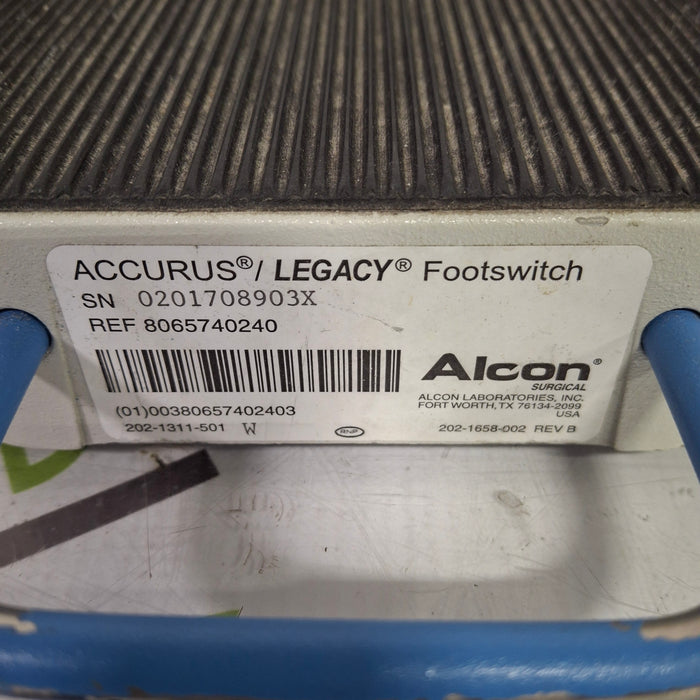 ACCURUS®/ LEGACY® Footswitch
SN 0201708903X
REF 8065740240
Alcon®
SURGICAL
ALCON LABORATORIES, INC.
FORT WORTH, TX 76134-2099
USA
(01)00380657402403
202-1311-501 W
202-1658-002 REV B